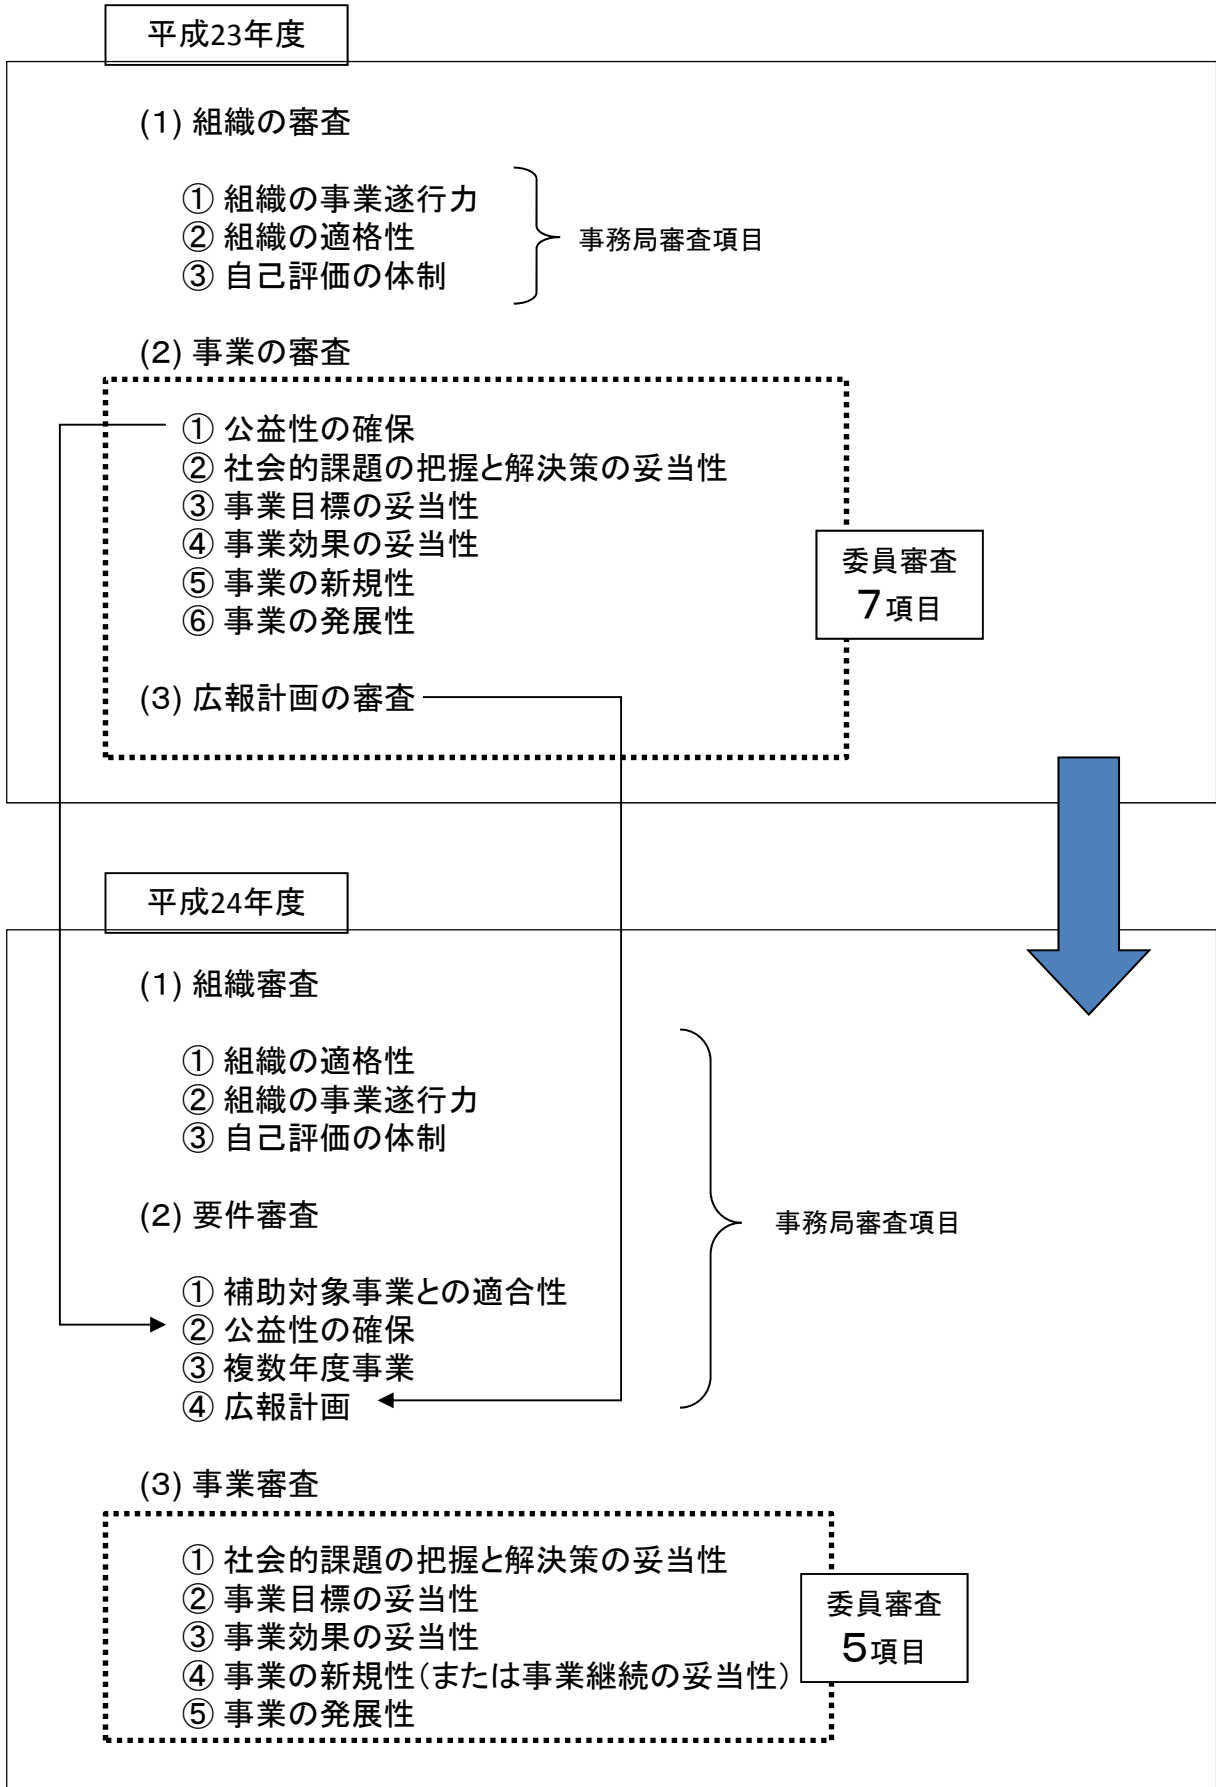 平成23年度
(1) 組織の審査
① 組織の事業遂行力
② 組織の適格性
③ 自己評価の体制
事務局審査項目
(2) 事業の審査
① 公益性の確保
② 社会的課題の把握と解決策の妥当性
③ 事業目標の妥当性
④ 事業効果の妥当性
⑤ 事業の新規性
⑥ 事業の発展性
委員審査
7項目
(3) 広報計画の審査
平成24年度
(1) 組織審査
① 組織の適格性
② 組織の事業遂行力
③ 自己評価の体制
(2) 要件審査
事務局審査項目
① 補助対象事業との適合性
② 公益性の確保
③ 複数年度事業
④ 広報計画
(3) 事業審査
① 社会的課題の把握と解決策の妥当性
② 事業目標の妥当性
③ 事業効果の妥当性
④ 事業の新規性(または事業継続の妥当性)
⑤ 事業の発展性
委員審査
5項目